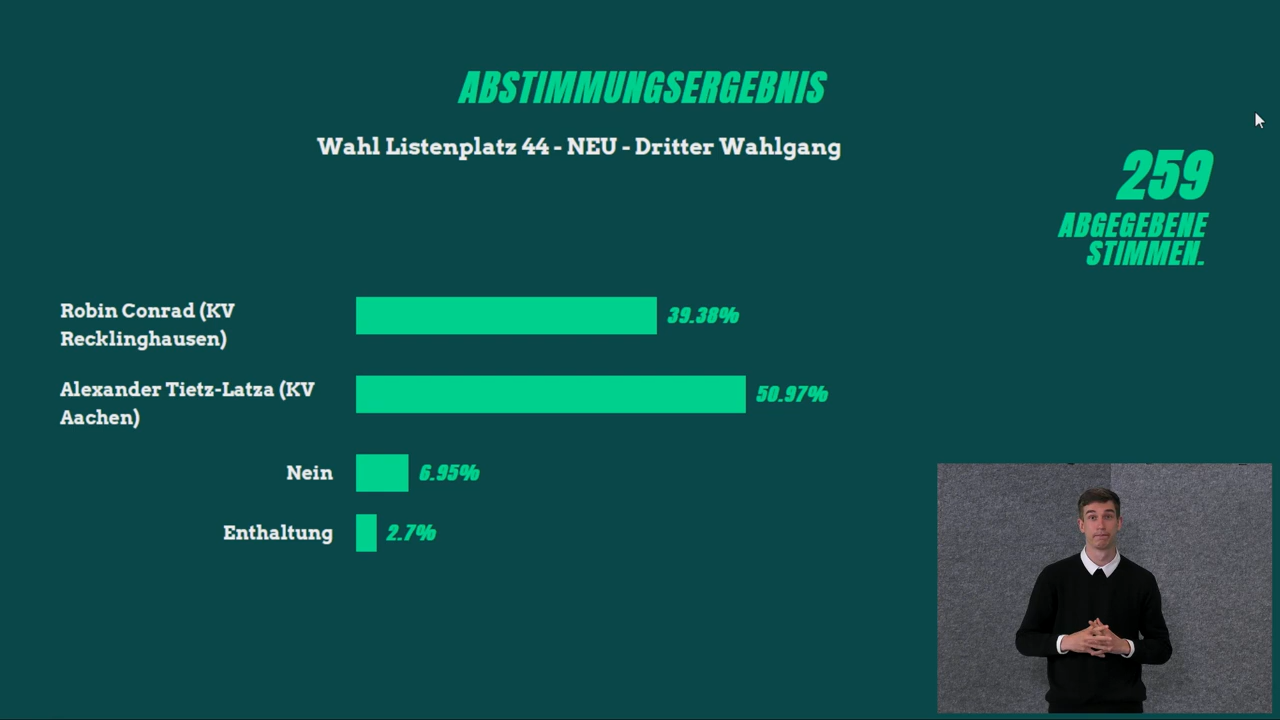 ABSTIMMUNGSERGEBNIS
Wahl Listenplatz 44 - NEU - Dritter Wahlgang
259
ABGEGEBENE
STIMMEN.
Robin Conrad (KV
Recklinghausen)
39.38%
Alexander Tietz-Latza (KV
Aachen)
50.97%
Nein
6.95%
Enthaltung
2.7%